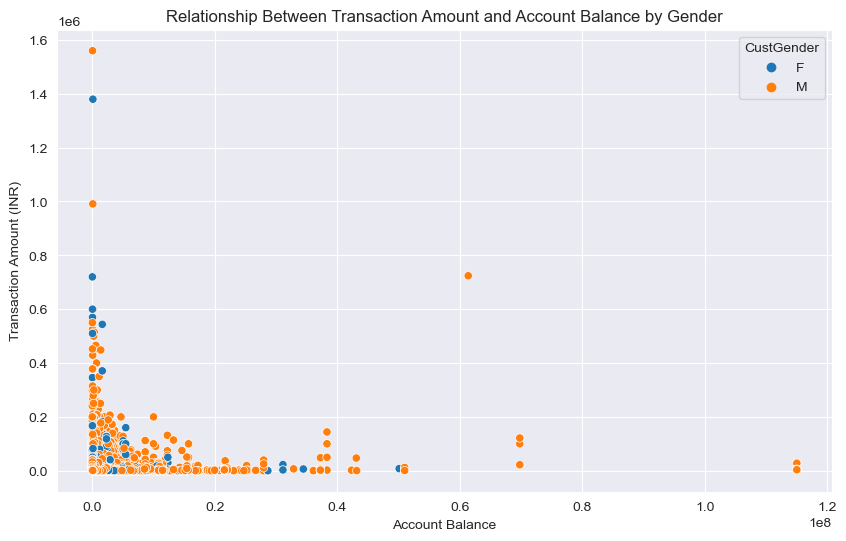 Relationship Between Transaction Amount and Account Balance by Gender
1e6
CustGender
F
M
1.6
1.4
1.2
1.0
0.8
0.6
0.4
0.2
0.0
Transaction Amount (INR)
0.0 0.2 0.4 0.6 0.8 1.0 1.2
1e8
Account Balance